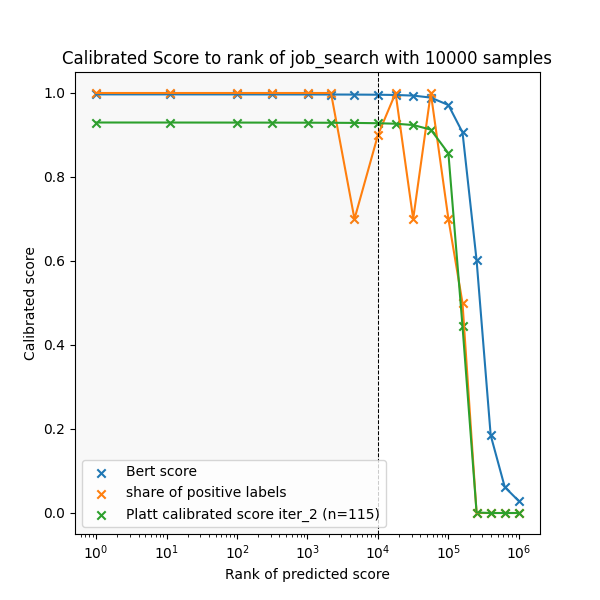 Calibrated Score to rank of job_search with 10000 samples
Calibrated score
1.0
0.8
0.6
0.4
0.2
0.0
Bert score
share of positive labels
Platt calibrated score iter_2 (n=115)
10⁰ 10¹ 10² 10³ 10⁴ 10⁵ 10⁶
Rank of predicted score